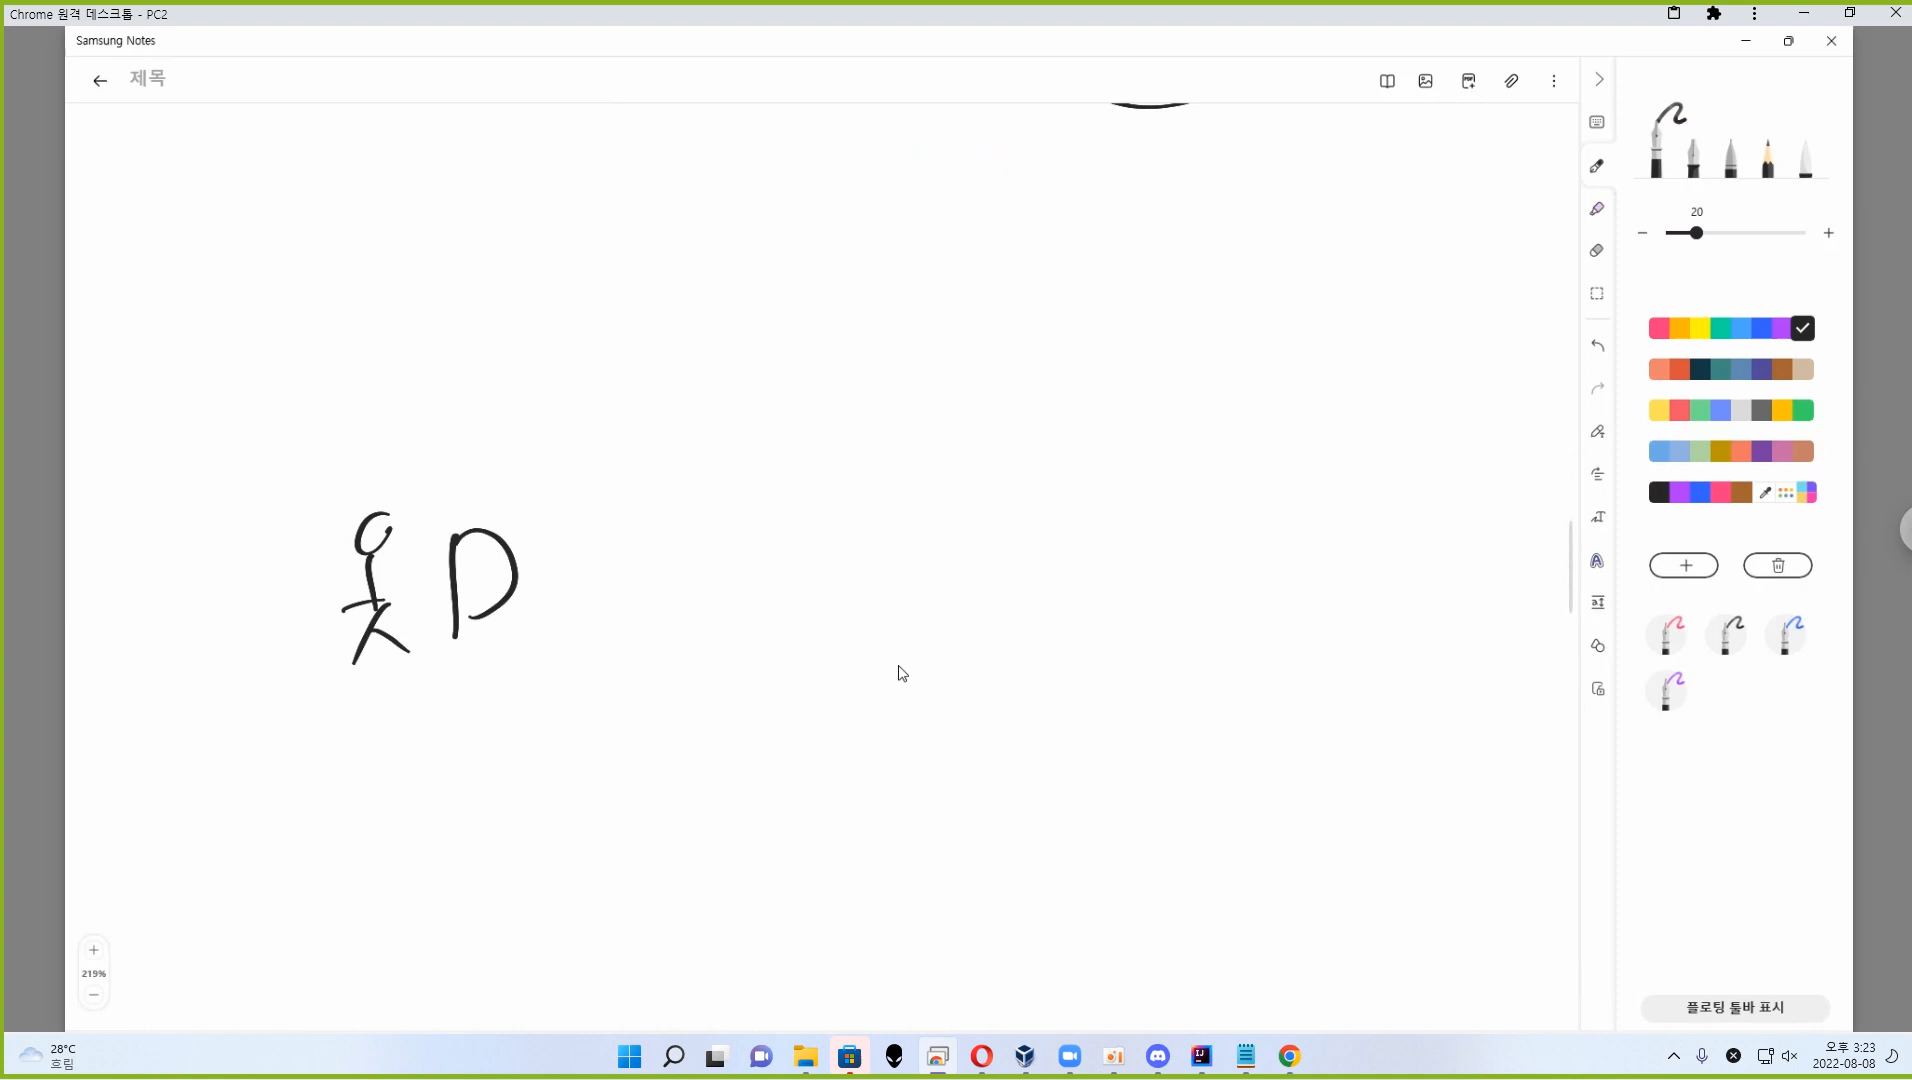 Chrome 원격 데스크톱 - PC2
Samsung Notes
제목
20
D
219%
플로팅 툴바 표시
28°C
흐림
오후 3:23
2022-08-08